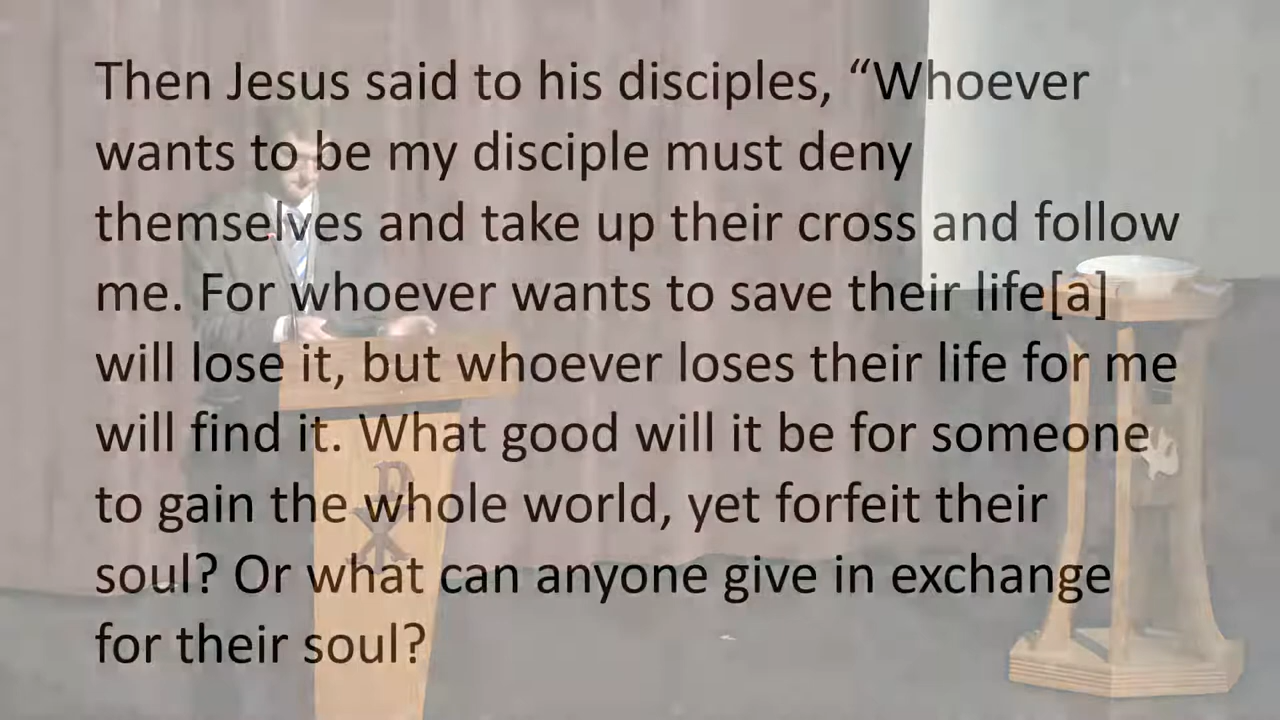 Then Jesus said to his disciples, “Whoever
wants to be my disciple must deny
themselves and take up their cross and follow
me. For whoever wants to save their life[a]
will lose it, but whoever loses their life for me
will find it. What good will it be for someone
to gain the whole world, yet forfeit their
soul? Or what can anyone give in exchange
for their soul?